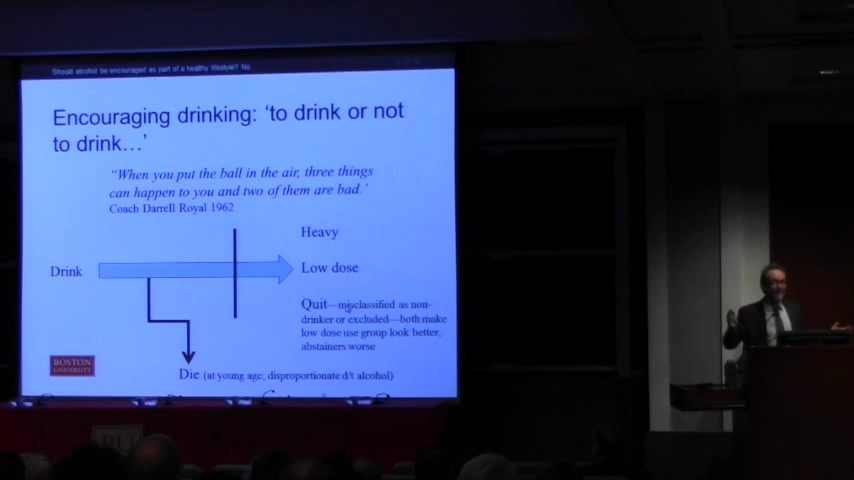 Should alcohol be encouraged as part of a healthy lifestyle? No
Encouraging drinking: ‘to drink or not
to drink…’
“When you put the ball in the air, three things
can happen to you and two of them are bad.’
Coach Darrell Royal 1962
Heavy
Drink
Low dose
Quit—misclassified as non-
drinker or excluded—both make
low dose use group look better,
abstainers worse
BOSTON
UNIVERSITY
Die (at young age; disproportionate d/t alcohol)
BU